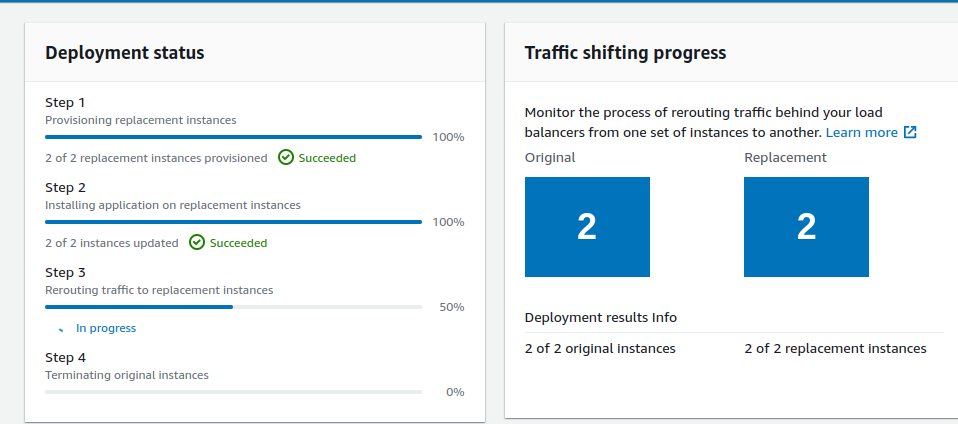 Deployment status
Step 1
Provisioning replacement instances
100%
2 of 2 replacement instances provisioned Succeeded
Step 2
Installing application on replacement instances
100%
2 of 2 instances updated Succeeded
Step 3
Rerouting traffic to replacement instances
50%
In progress
Step 4
Terminating original instances
0%
Traffic shifting progress
Monitor the process of rerouting traffic behind your load
balancers from one set of instances to another. Learn more
Original Replacement
2 2
Deployment results Info
2 of 2 original instances 2 of 2 replacement instances